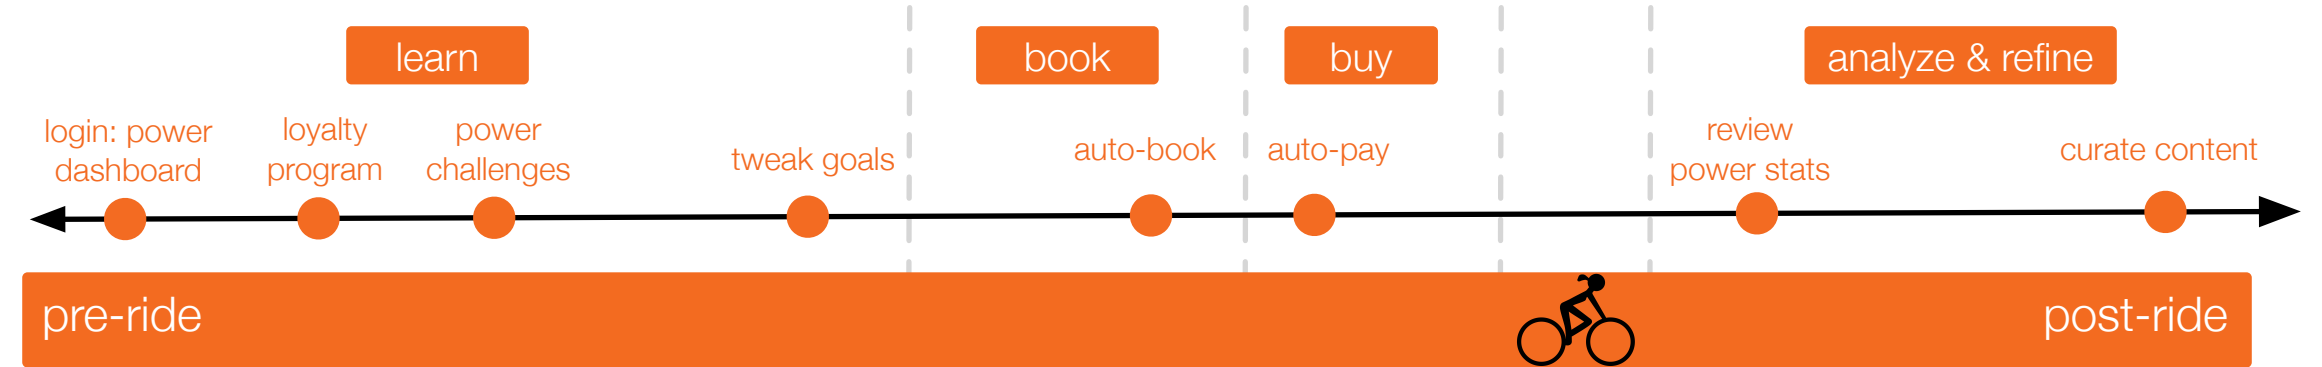 learn
book
buy
analyze & refine
login: power
dashboard
loyalty
program
power
challenges
tweak goals
auto-book
auto-pay
review
power stats
curate content
pre-ride
post-ride